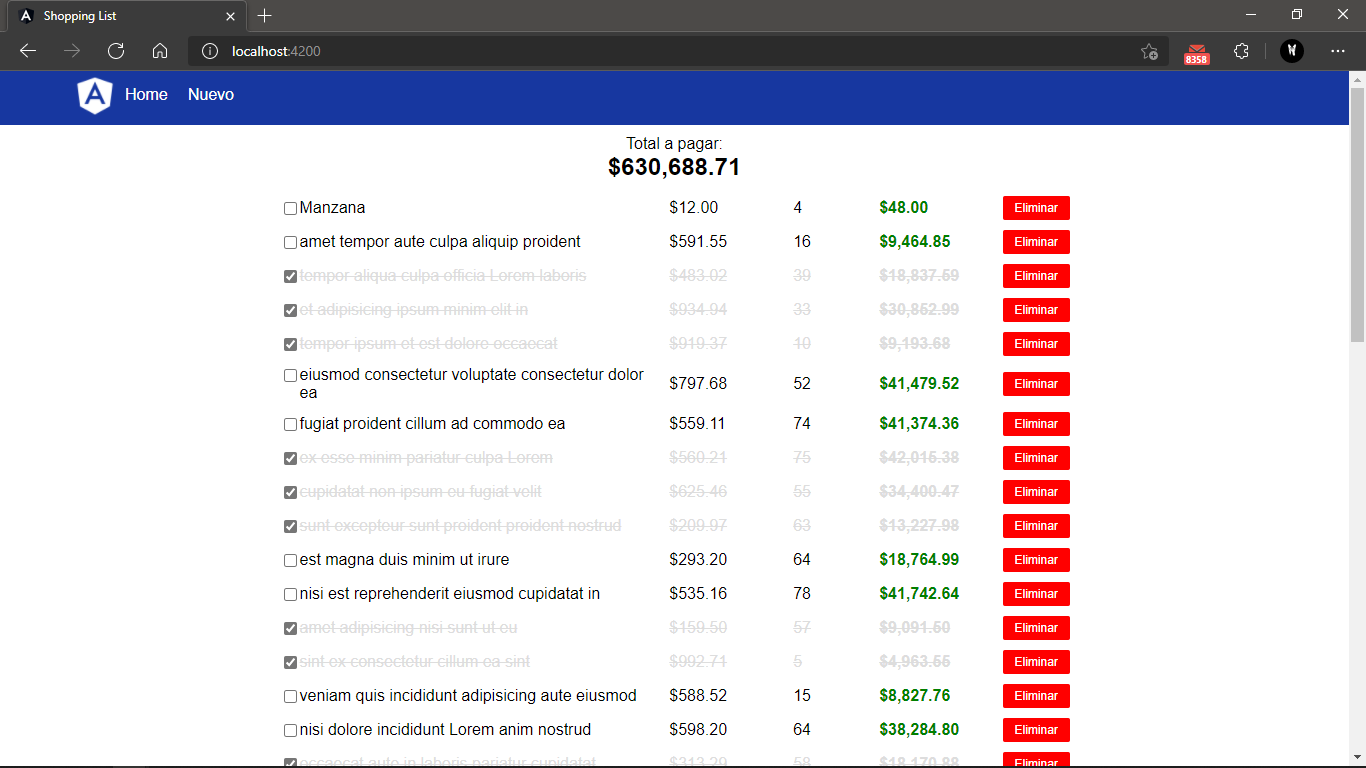 Shopping List
localhost:4200
8358
Home Nuevo
Total a pagar:
$630,688.71
Manzana $12.00 4 $48.00 Eliminar
amet tempor aute culpa aliquip proident $591.55 16 $9,464.85 Eliminar
tempor aliqua culpa officia Lorem laboris $483.02 39 $18,837.59 Eliminar
et adipisicing ipsum minim elit in $934.94 33 $30,852.99 Eliminar
tempor ipsum et est dolore occaecat $919.37 10 $9,193.68 Eliminar
eiusmod consectetur voluptate consectetur dolor
ea $797.68 52 $41,479.52 Eliminar
fugiat proident cillum ad commodo ea $559.11 74 $41,374.36 Eliminar
ex esse minim pariatur culpa Lorem $560.21 75 $42,015.38 Eliminar
cupidatat non ipsum eu fugiat velit $625.46 55 $34,400.47 Eliminar
sunt excepteur sunt proident proident nostrud $209.97 63 $13,227.98 Eliminar
est magna duis minim ut irure $293.20 64 $18,764.99 Eliminar
nisi est reprehenderit eiusmod cupidatat in $535.16 78 $41,742.64 Eliminar
amet adipisicing nisi sunt ut eu $159.50 57 $9,091.50 Eliminar
sint ex consectetur cillum ea sint $992.71 5 $4,963.55 Eliminar
veniam quis incididunt adipisicing aute eiusmod $588.52 15 $8,827.76 Eliminar
nisi dolore incididunt Lorem anim nostrud $598.20 64 $38,284.80 Eliminar
occaecat aute in laboris pariatur cupidatat $313.29 58 $18,170.88 Eliminar